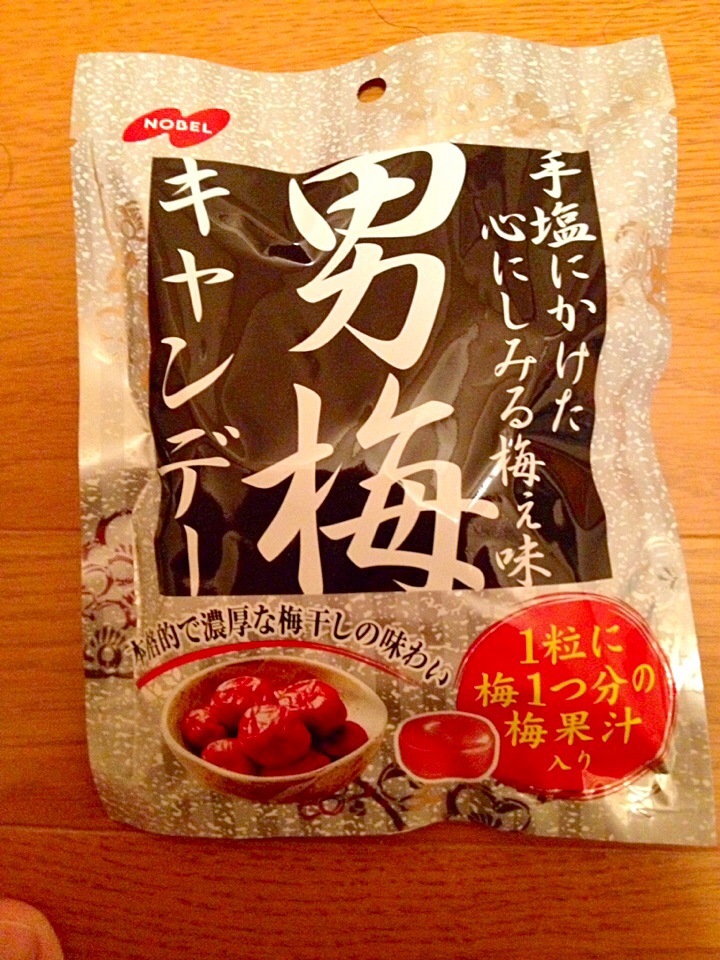 NOBEL
手塩にかけた
心にしみる梅ぇ味
男梅
キャンデー
本格的で濃厚な梅干しの味わい
1粒に
梅1つ分の
梅果汁
入り